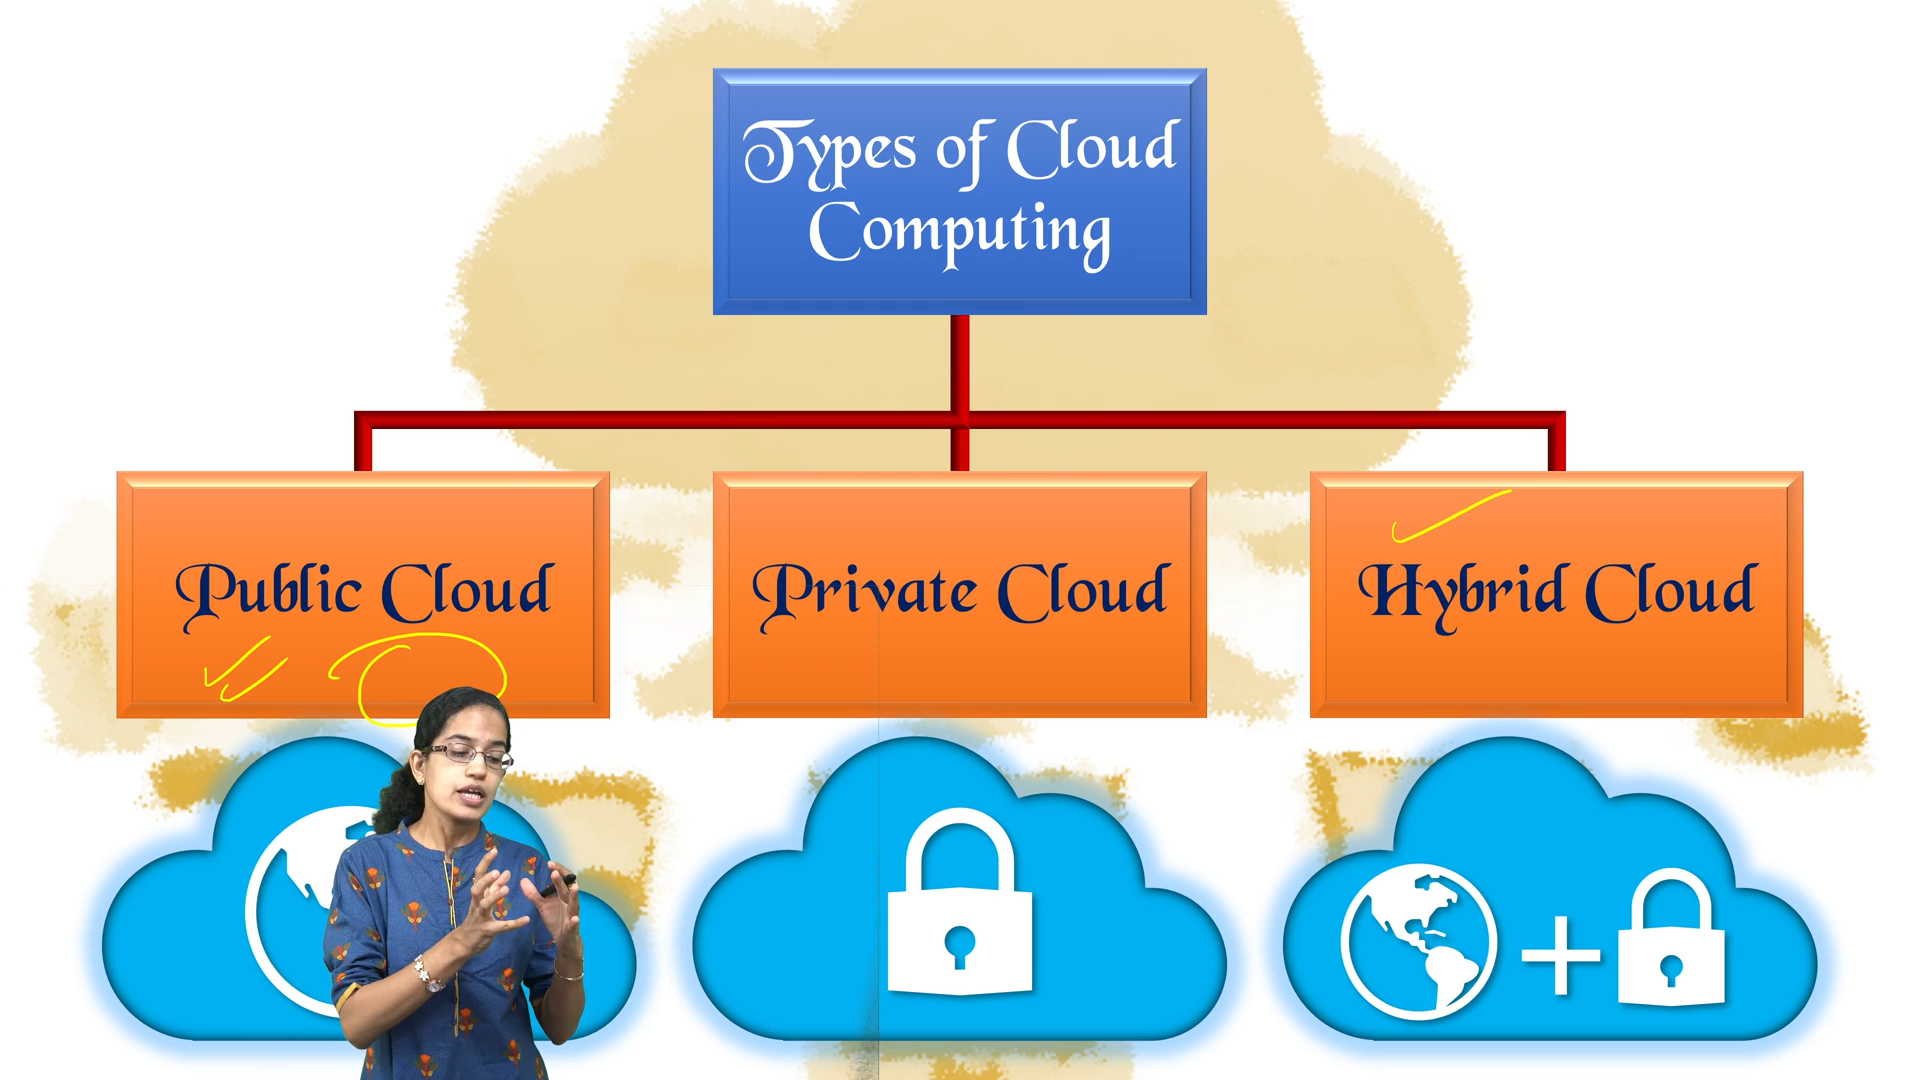 Types of Cloud
Computing
Public Cloud
Private Cloud
Hybrid Cloud